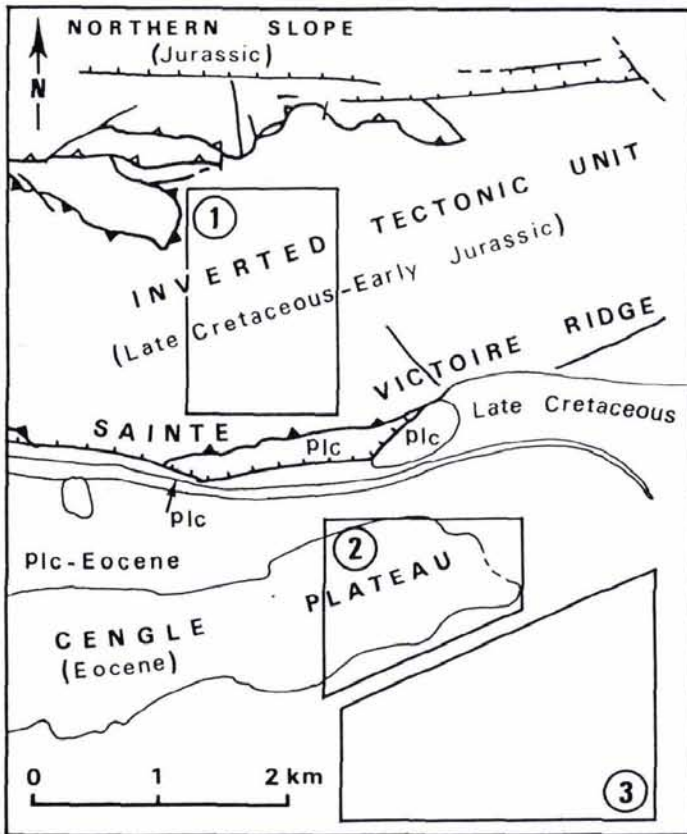 NORTHERN SLOPE
(Jurassic)
N
1
INVERTED TECTONIC UNIT
(Late Cretaceous-Early Jurassic)
SAINTE VICTOIRE RIDGE
Late Cretaceous
plc
plc
plc
Plc-Eocene
2
PLATEAU
CENGLE
(Eocene)
0 1 2 km
3